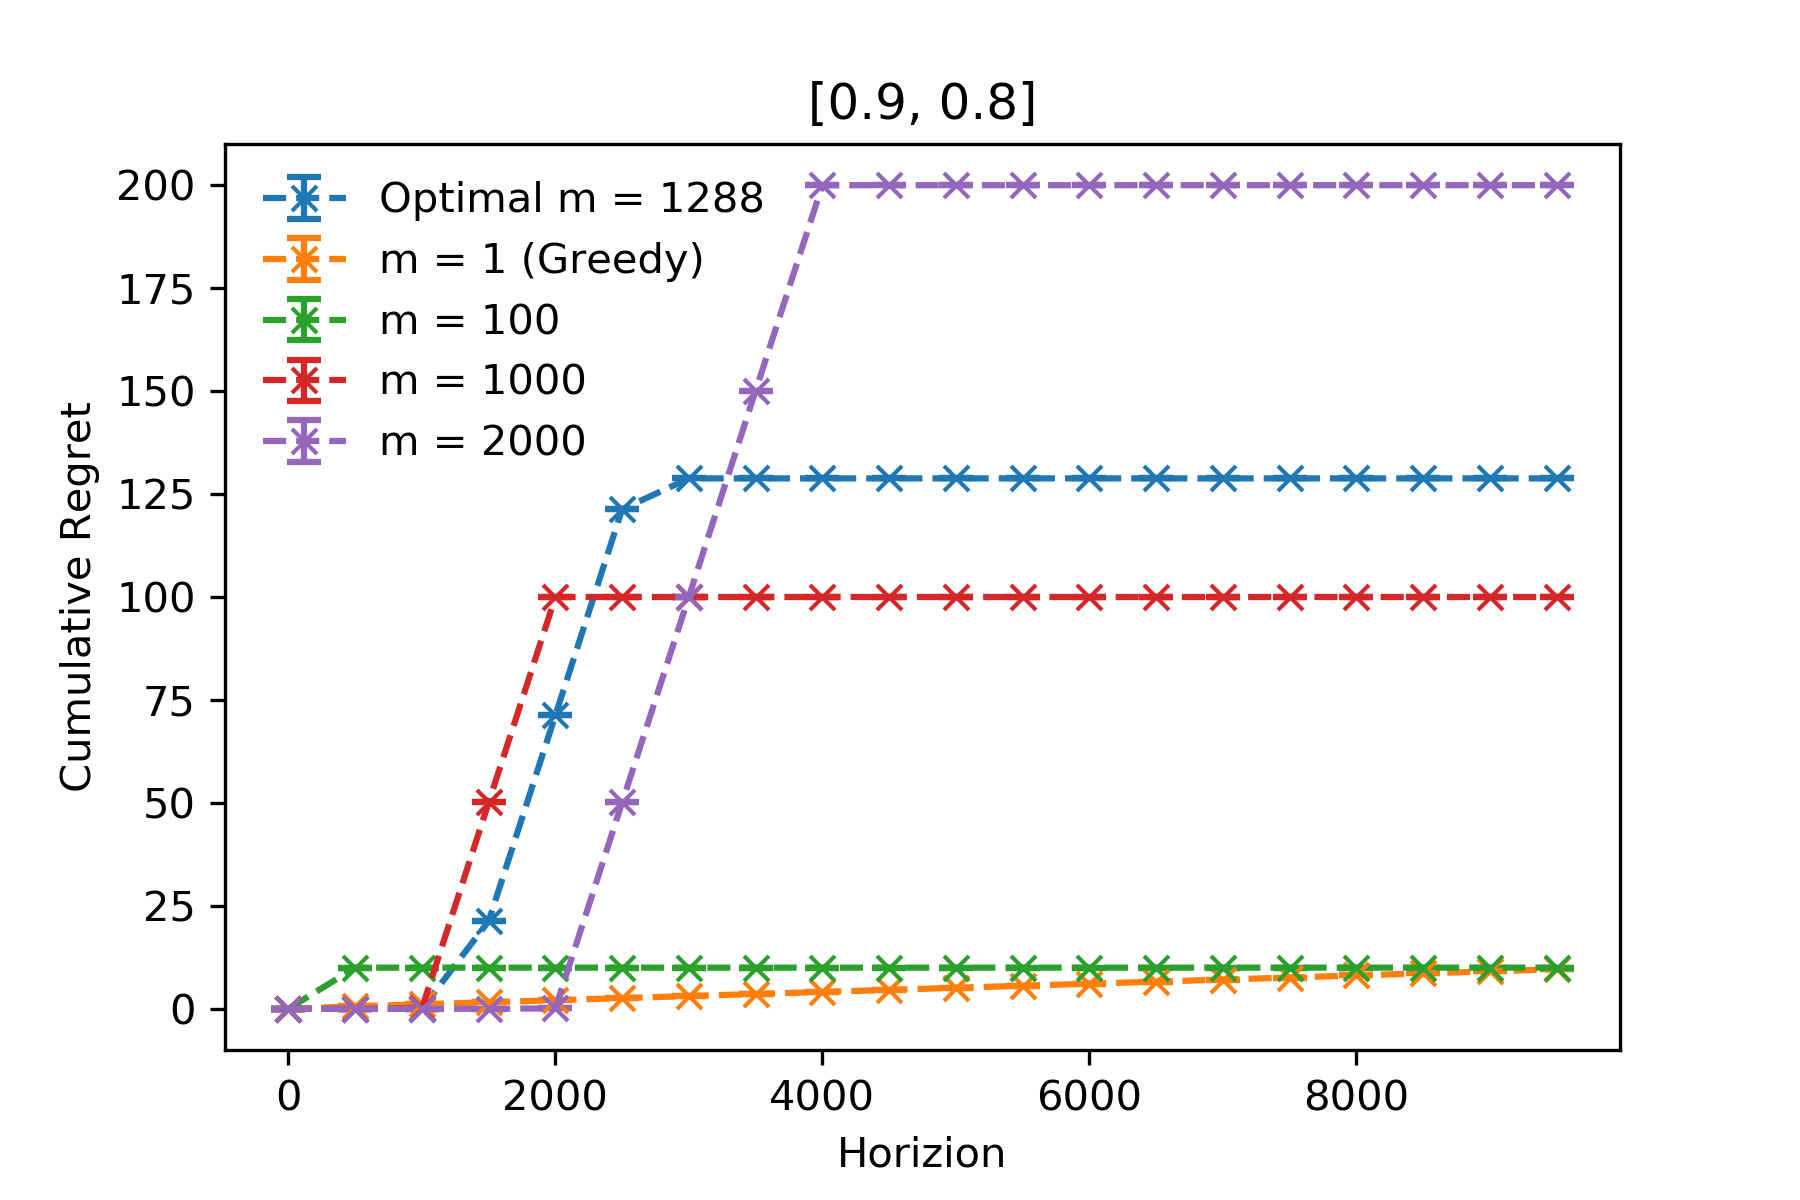 [0.9, 0.8]
Cumulative Regret
200
175
150
125
100
75
50
25
0
Optimal m = 1288
m = 1 (Greedy)
m = 100
m = 1000
m = 2000
0 2000 4000 6000 8000
Horizion